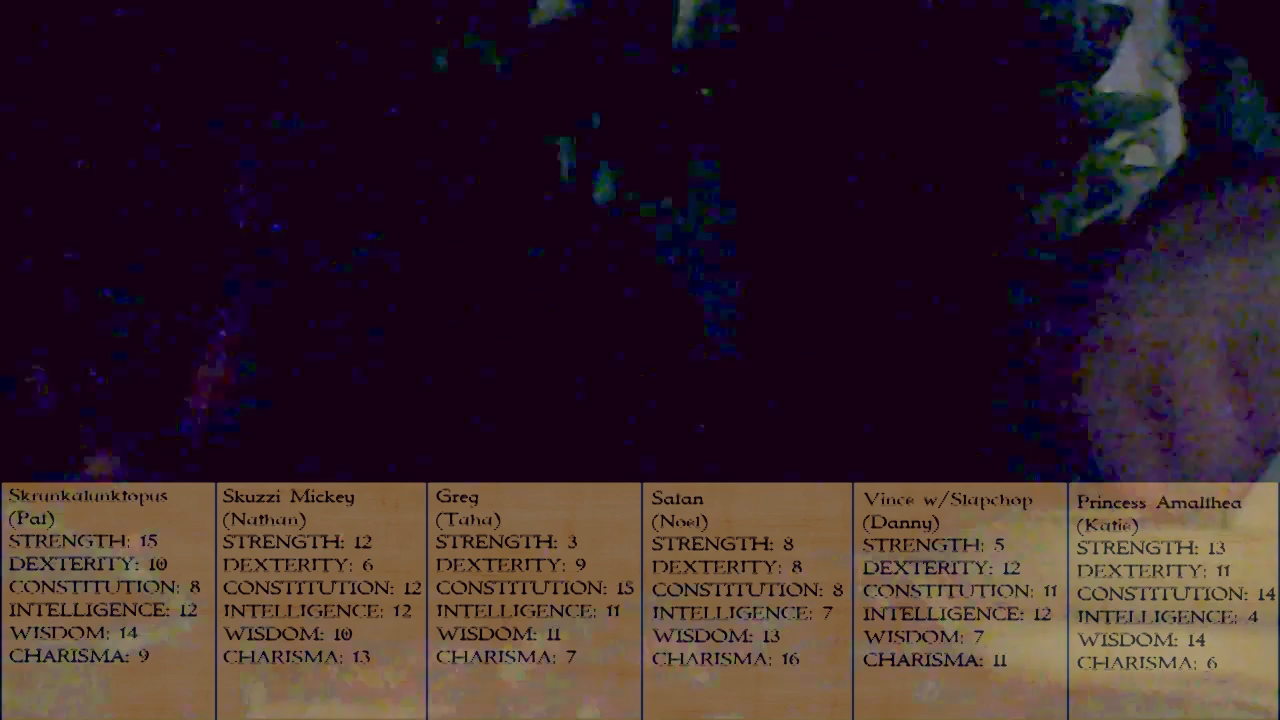 Skrunkalunktopus
(Pat)
STRENGTH: 15
DEXTERITY: 10
CONSTITUTION: 8
INTELLIGENCE: 12
WISDOM: 14
CHARISMA: 9
Skuzzi Mickey
(Nathan)
STRENGTH: 12
DEXTERITY: 6
CONSTITUTION: 12
INTELLIGENCE: 12
WISDOM: 10
CHARISMA: 13
Greg
(Taha)
STRENGTH: 3
DEXTERITY: 9
CONSTITUTION: 15
INTELLIGENCE: 11
WISDOM: 11
CHARISMA: 7
Satan
(Noel)
STRENGTH: 8
DEXTERITY: 8
CONSTITUTION: 8
INTELLIGENCE: 7
WISDOM: 13
CHARISMA: 16
Vince w/Slapchop
(Danny)
STRENGTH: 5
DEXTERITY: 12
CONSTITUTION: 11
INTELLIGENCE: 12
WISDOM: 7
CHARISMA: 11
Princess Amalthea
(Katie)
STRENGTH: 13
DEXTERITY: 11
CONSTITUTION: 14
INTELLIGENCE: 4
WISDOM: 14
CHARISMA: 6